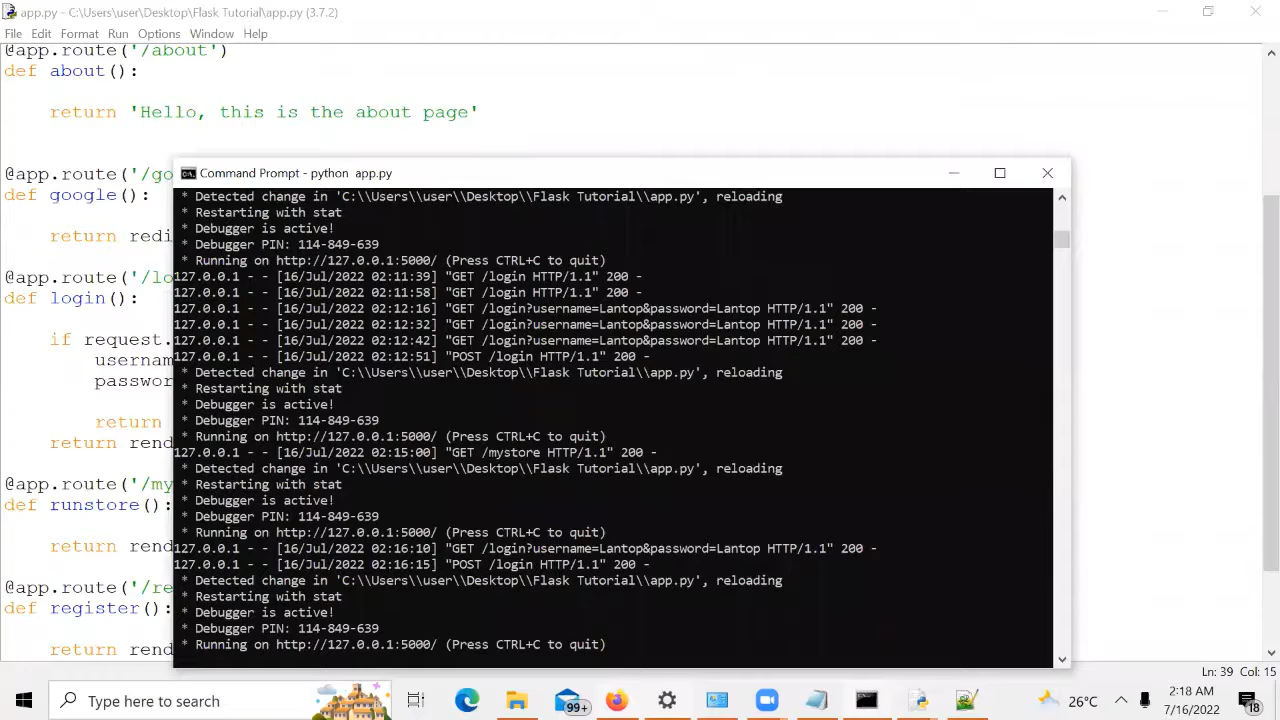 app.py - C:\Users\user\Desktop\Flask Tutorial\app.py (3.7.2)
File Edit Format Run Options Window Help
@app.route('/about')
def about():
return 'Hello, this is the about page'
@app.route('/go
def google():
return redi
@app.route('/lo
def login():
if request.
usernam
passwor
return
return rend
@app.route('/my
def runstore():
return rend
@app.route('/re
def register():
return rend
Command Prompt - python app.py
* Detected change in 'C:\\Users\\user\\Desktop\\Flask Tutorial\\app.py', reloading
* Restarting with stat
* Debugger is active!
* Debugger PIN: 114-849-639
* Running on http://127.0.0.1:5000/ (Press CTRL+C to quit)
127.0.0.1 - - [16/Jul/2022 02:11:39] "GET /login HTTP/1.1" 200 -
127.0.0.1 - - [16/Jul/2022 02:11:58] "GET /login HTTP/1.1" 200 -
127.0.0.1 - - [16/Jul/2022 02:12:16] "GET /login?username=Lantop&password=Lantop HTTP/1.1" 200 -
127.0.0.1 - - [16/Jul/2022 02:12:32] "GET /login?username=Lantop&password=Lantop HTTP/1.1" 200 -
127.0.0.1 - - [16/Jul/2022 02:12:42] "GET /login?username=Lantop&password=Lantop HTTP/1.1" 200 -
127.0.0.1 - - [16/Jul/2022 02:12:51] "POST /login HTTP/1.1" 200 -
* Detected change in 'C:\\Users\\user\\Desktop\\Flask Tutorial\\app.py', reloading
* Restarting with stat
* Debugger is active!
* Debugger PIN: 114-849-639
* Running on http://127.0.0.1:5000/ (Press CTRL+C to quit)
127.0.0.1 - - [16/Jul/2022 02:15:00] "GET /mystore HTTP/1.1" 200 -
* Detected change in 'C:\\Users\\user\\Desktop\\Flask Tutorial\\app.py', reloading
* Restarting with stat
* Debugger is active!
* Debugger PIN: 114-849-639
* Running on http://127.0.0.1:5000/ (Press CTRL+C to quit)
127.0.0.1 - - [16/Jul/2022 02:16:10] "GET /login?username=Lantop&password=Lantop HTTP/1.1" 200 -
127.0.0.1 - - [16/Jul/2022 02:16:15] "POST /login HTTP/1.1" 200 -
* Detected change in 'C:\\Users\\user\\Desktop\\Flask Tutorial\\app.py', reloading
* Restarting with stat
* Debugger is active!
* Debugger PIN: 114-849-639
* Running on http://127.0.0.1:5000/ (Press CTRL+C to quit)
Ln: 39 Col: 15
Type here to search
99+
26°C
2:18 AM
7/16/2022
18